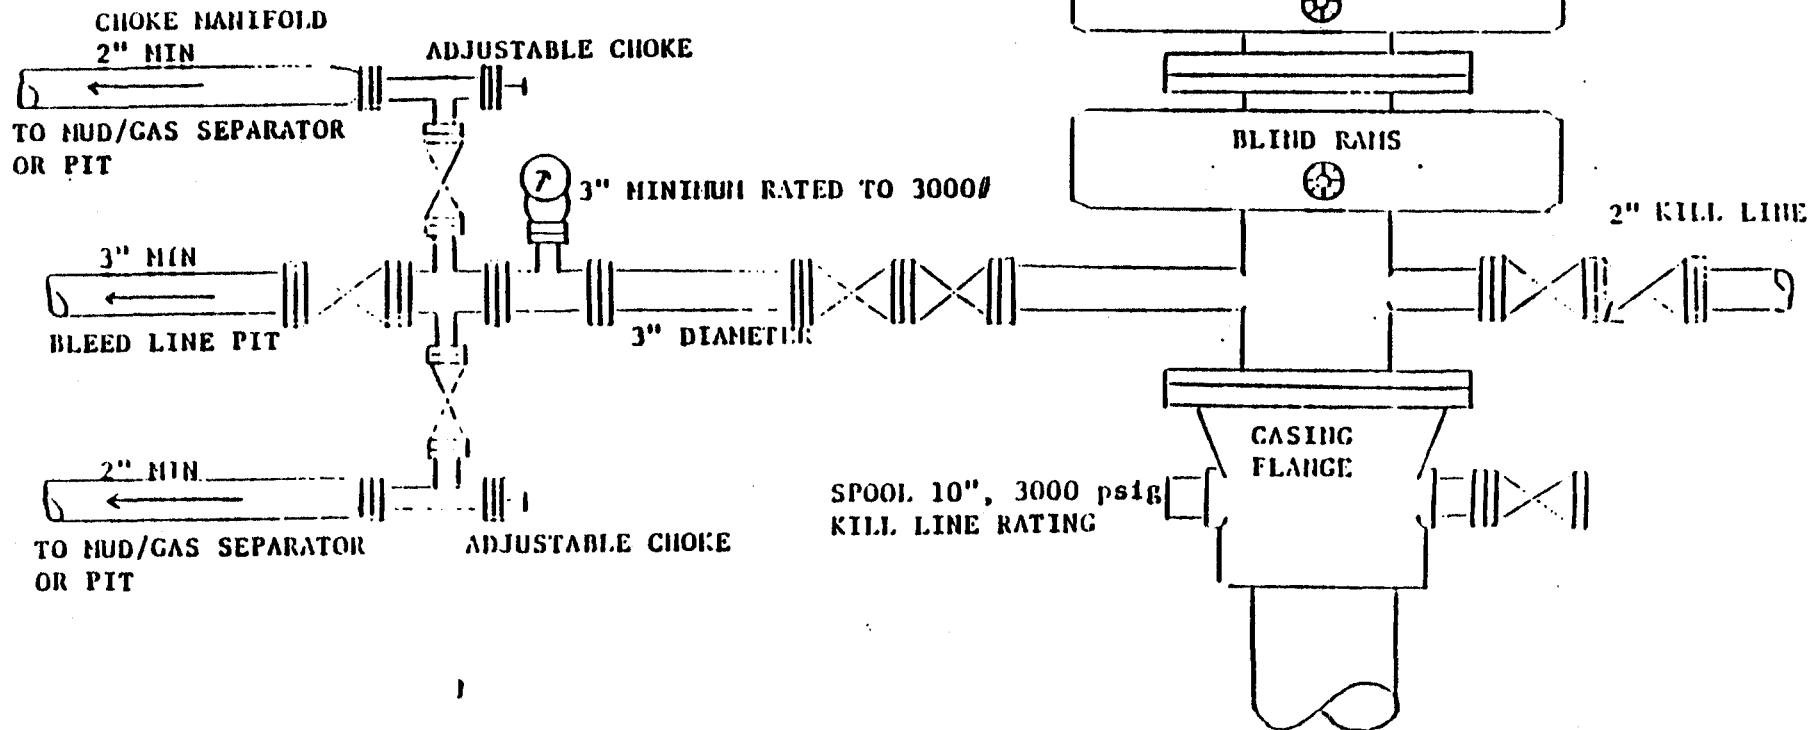 CHOKE MANIFOLD
2" MIN
ADJUSTABLE CHOKE
TO MUD/GAS SEPARATOR
OR PIT
BLIND RAMS
3" MINIMUM RATED TO 3000#
2" KILL LINE
3" MIN
BLEED LINE PIT
3" DIAMETER
CASING
FLANGE
2" MIN
SPOOL 10", 3000 psig
KILL LINE RATING
TO MUD/GAS SEPARATOR
OR PIT
ADJUSTABLE CHOKE